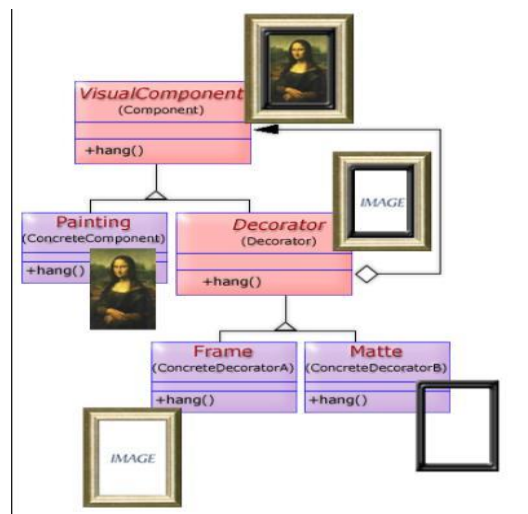 VisualComponent
(Component)
+hang()
IMAGE
Painting
(ConcreteComponent)
+hang()
Decorator
(Decorator)
+hang()
Frame
(ConcreteDecoratorA)
+hang()
Matte
(ConcreteDecoratorB)
+hang()
IMAGE